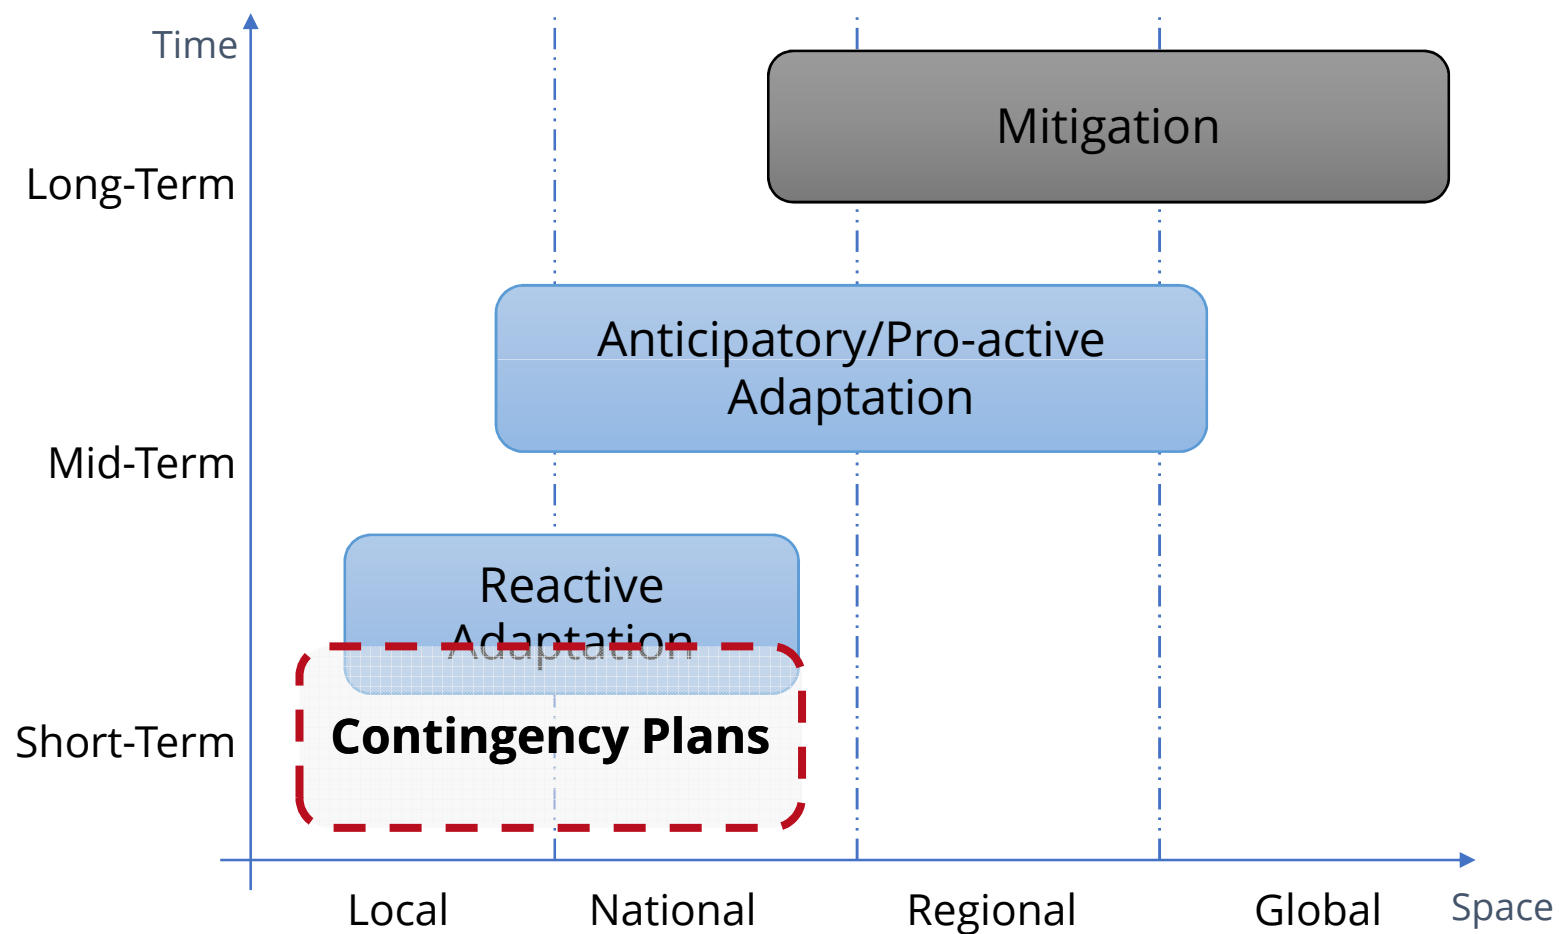 Time
Mitigation
Long-Term
Anticipatory/Pro-active
Adaptation
Mid-Term
Reactive
Adaptation
Contingency Plans
Short-Term
Local
National
Regional
Global
Space